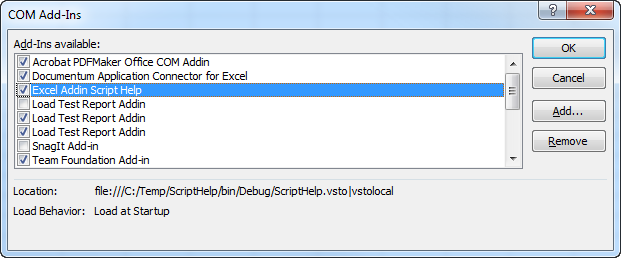 COM Add-Ins
Add-Ins available:
Acrobat PDFMaker Office COM Addin
Documentum Application Connector for Excel
Excel Addin Script Help
Load Test Report Addin
Load Test Report Addin
Load Test Report Addin
SnagIt Add-in
Team Foundation Add-in
OK
Cancel
Add...
Remove
Location: file:///C:/Temp/ScriptHelp/bin/Debug/ScriptHelp.vsto|vstolocal
Load Behavior: Load at Startup